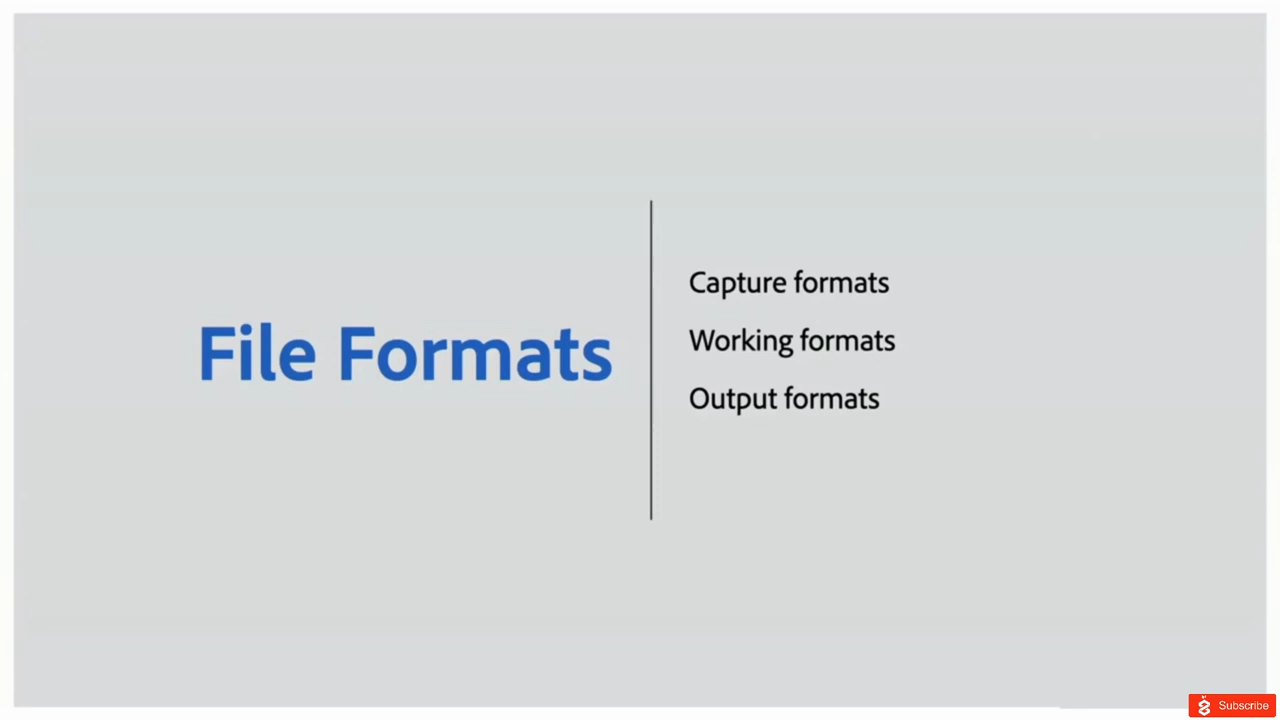 File Formats
Capture formats
Working formats
Output formats
Subscribe